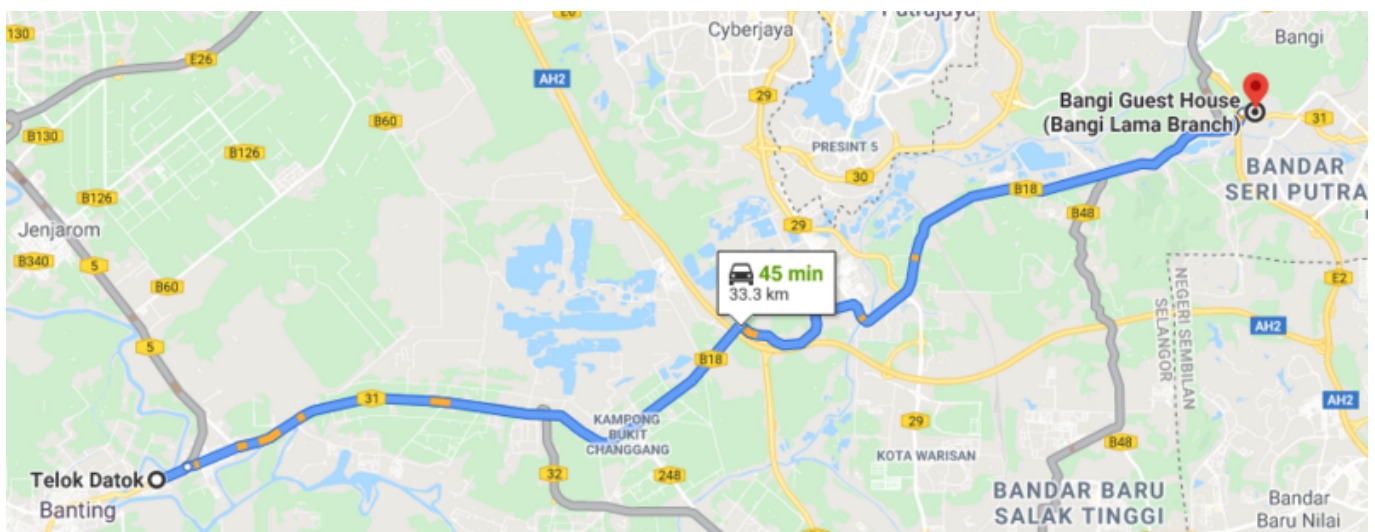 130
E6
Cyberjaya
Putrajaya
Bangi
E26
AH2
29
Bangi Guest House
(Bangi Lama Branch)
31
B130
B60
B126
PRESINT 5
30
BANDAR
SERI PUTRA
B18
B126
B48
Jenjarom
29
B340
5
B60
45 min
33.3 km
E2
NEGERI SEMBILAN
SELANGOR
AH2
5
B18
31
AH2
KAMPONG
BUKIT
CHANGGANG
29
B48
KOTA WARISAN
Telok Datok
32
248
Banting
BANDAR BARU
SALAK TINGGI
Bandar
Baru Nilai